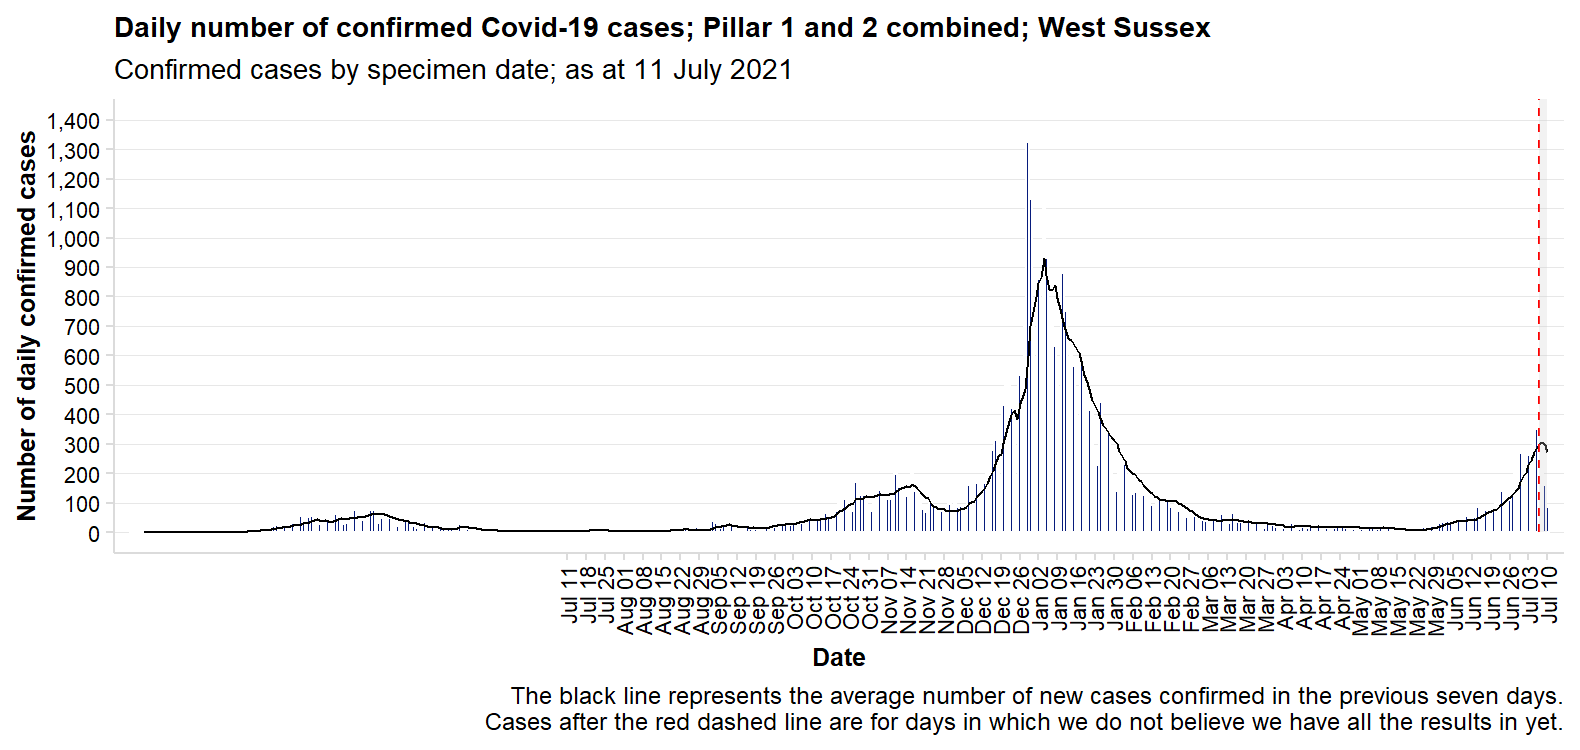 Daily number of confirmed Covid-19 cases; Pillar 1 and 2 combined; West Sussex
Confirmed cases by specimen date; as at 11 July 2021
Number of daily confirmed cases
1,400
1,300
1,200
1,100
1,000
900
800
700
600
500
400
300
200
100
0
Jul 11
Jul 18
Jul 25
Aug 01
Aug 08
Aug 15
Aug 22
Aug 29
Sep 05
Sep 12
Sep 19
Sep 26
Oct 03
Oct 10
Oct 17
Oct 24
Oct 31
Nov 07
Nov 14
Nov 21
Nov 28
Dec 05
Dec 12
Dec 19
Dec 26
Jan 02
Jan 09
Jan 16
Jan 23
Jan 30
Feb 06
Feb 13
Feb 20
Feb 27
Mar 06
Mar 13
Mar 20
Mar 27
Apr 03
Apr 10
Apr 17
Apr 24
May 01
May 08
May 15
May 22
May 29
Jun 05
Jun 12
Jun 19
Jun 26
Jul 03
Jul 10
Date
The black line represents the average number of new cases confirmed in the previous seven days.
Cases after the red dashed line are for days in which we do not believe we have all the results in yet.